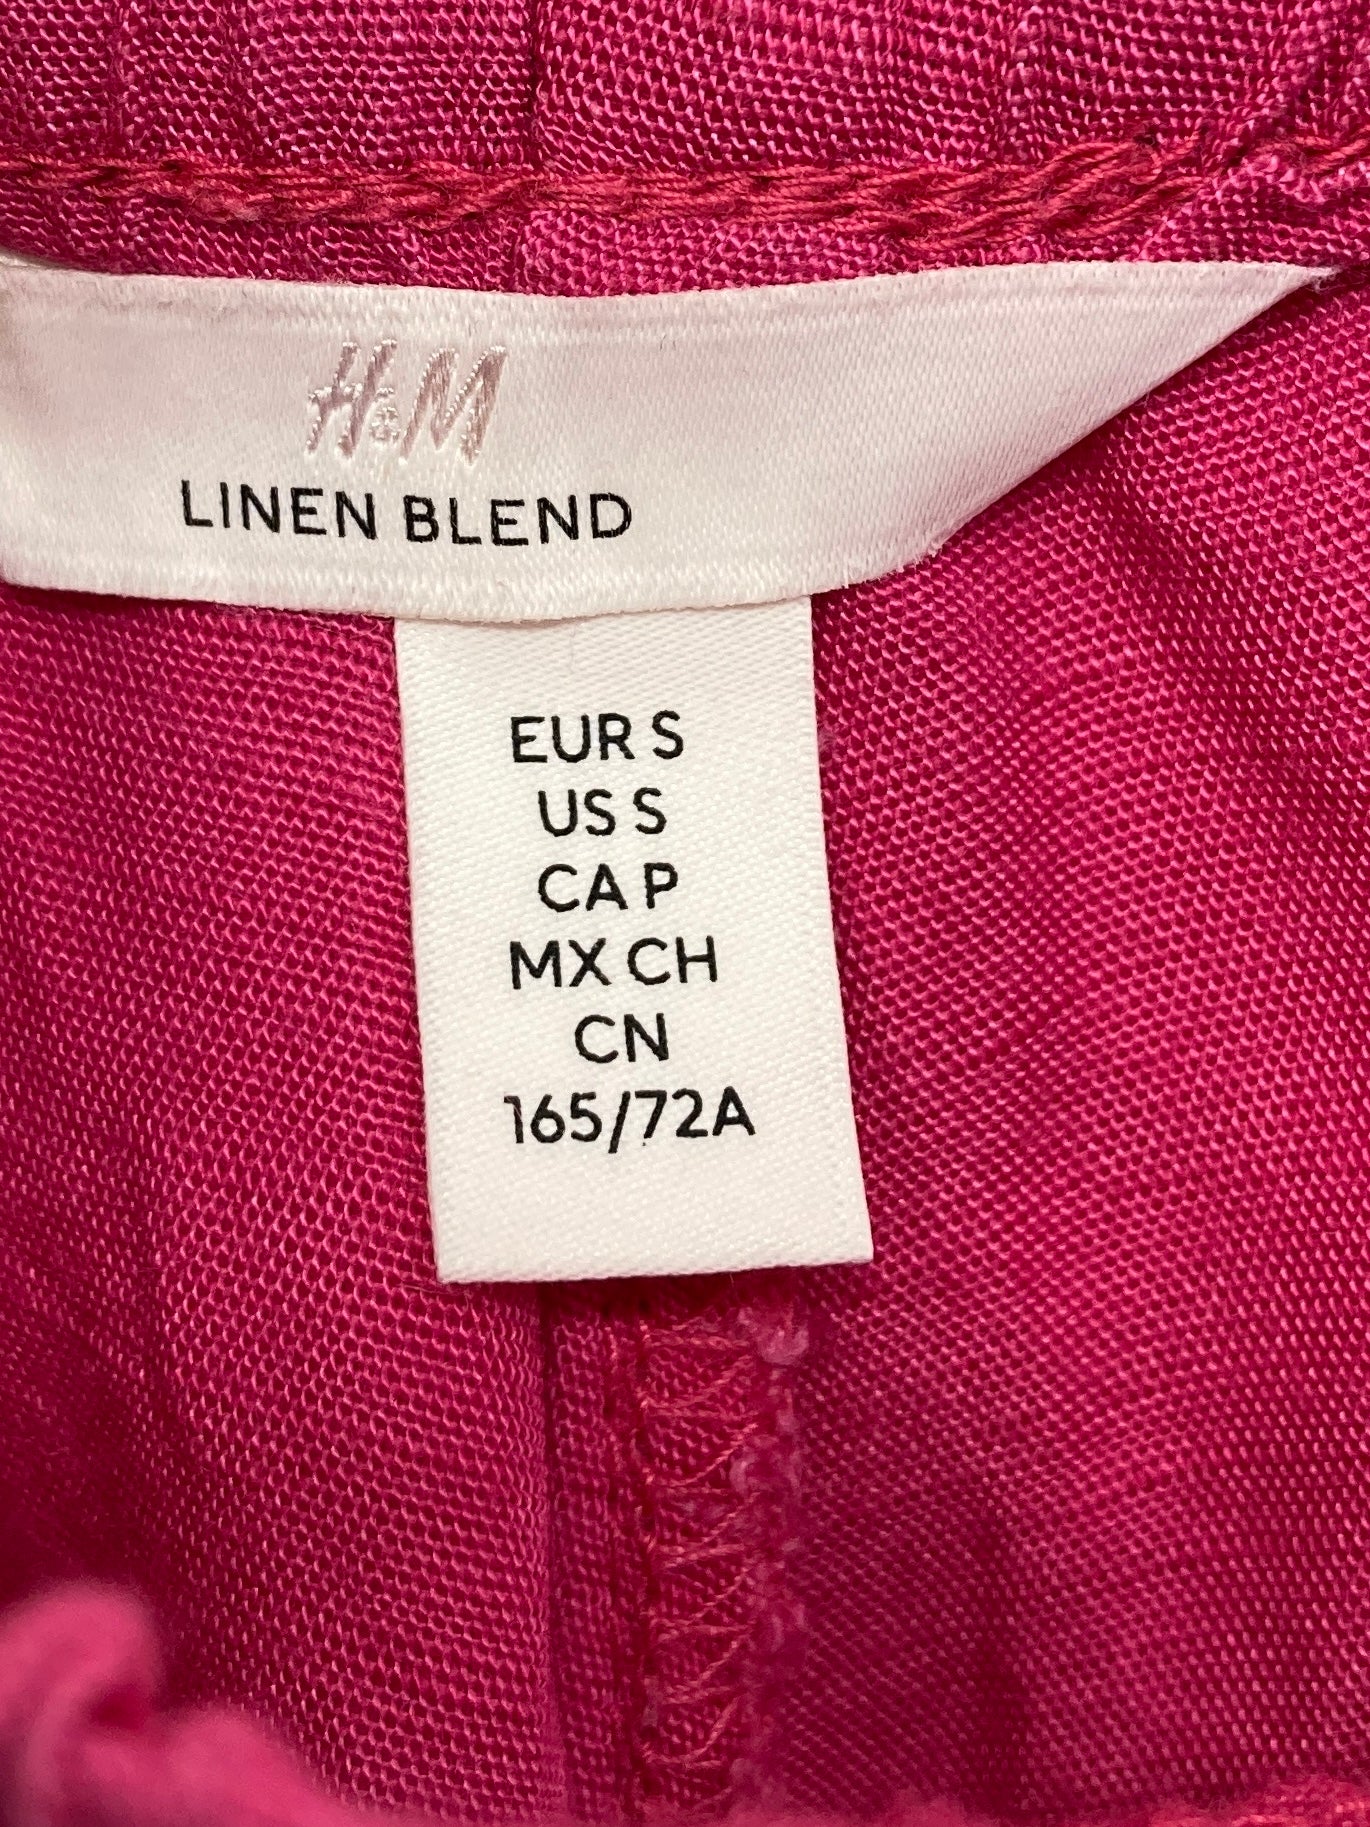 H&M
LINEN BLEND
EUR S
US S
CA P
MX CH
CN
165/72A